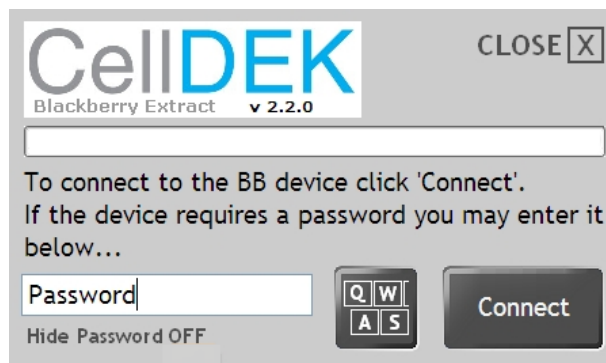 CellDEK
CLOSE X
Blackberry Extract v 2.2.0
To connect to the BB device click 'Connect'.
If the device requires a password you may enter it
below...
Password
Q W
A S
Connect
Hide Password OFF